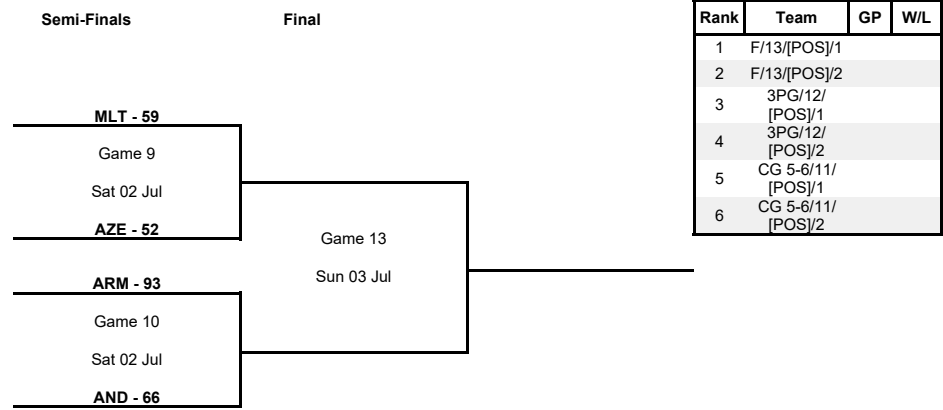 Semi-Finals Final
MLT - 59
Game 9
Sat 02 Jul
AZE - 52
Game 13
Sun 03 Jul
ARM - 93
Game 10
Sat 02 Jul
AND - 66
Rank Team GP W/L
1 F/13/[POS]/1
2 F/13/[POS]/2
3 3PG/12/
[POS]/1
4 3PG/12/
[POS]/2
5 CG 5-6/11/
[POS]/1
6 CG 5-6/11/
[POS]/2